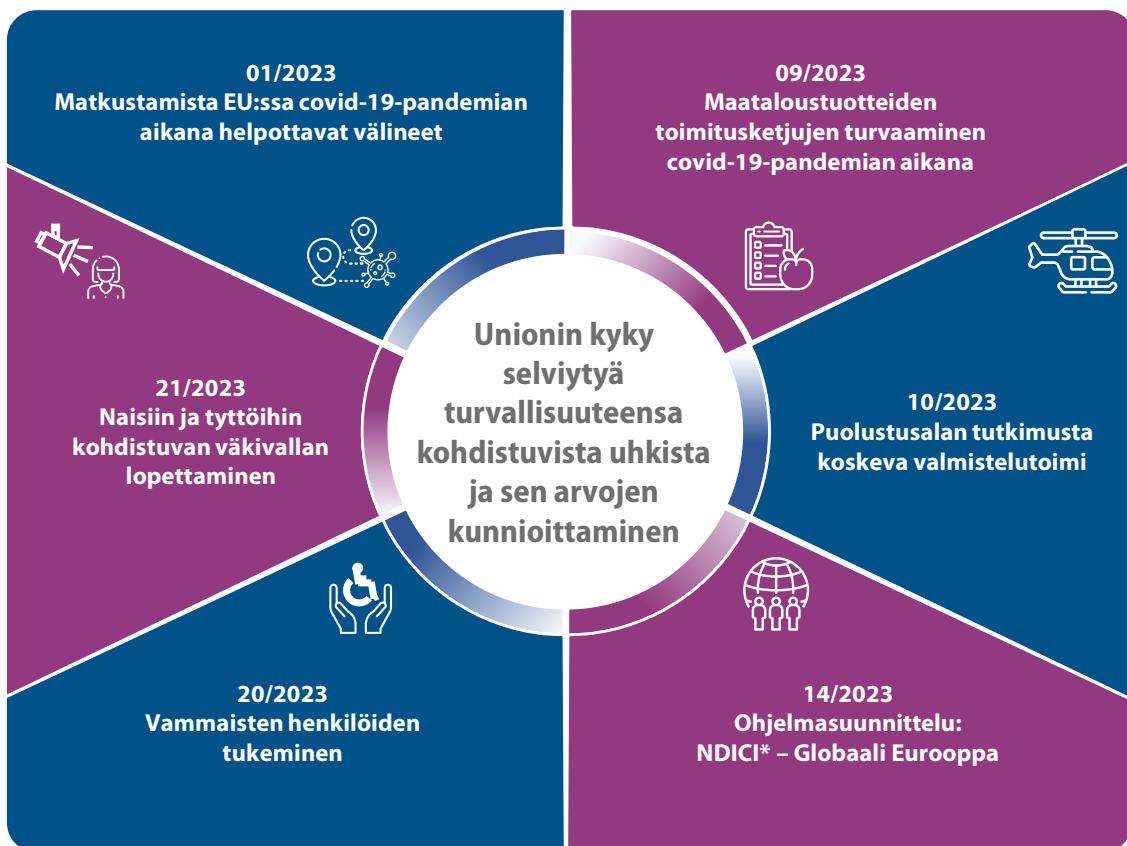 01/2023
Matkustamista EU:ssa covid-19-pandemian
aikana helpottavat välineet
09/2023
Maataloustuotteiden
toimitusketjujen turvaaminen
covid-19-pandemian aikana
21/2023
Naisiin ja tyttöihin
kohdistuvan väkivallan
lopettaminen
Unionin kyky
selviytyä
turvallisuuteensa
kohdistuvista uhkista
ja sen arvojen
kunnioittaminen
10/2023
Puolustusalan tutkimusta
koskeva valmistelutoimi
20/2023
Vammaisten henkilöiden
tukeminen
14/2023
Ohjelmasuunnittelu:
NDICI* – Globaali Eurooppa